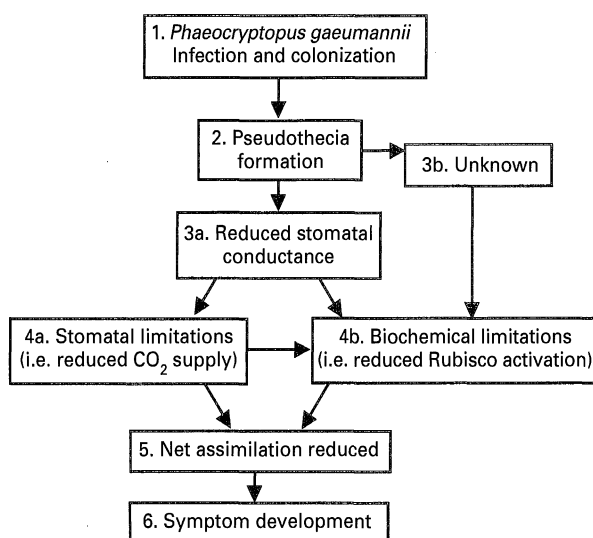 1. Phaeocryptopus gaeumannii
Infection and colonization
2. Pseudothecia
formation
3b. Unknown
3a. Reduced stomatal
conductance
4a. Stomatal limitations
(i.e. reduced CO2 supply)
4b. Biochemical limitations
(i.e. reduced Rubisco activation)
5. Net assimilation reduced
6. Symptom development